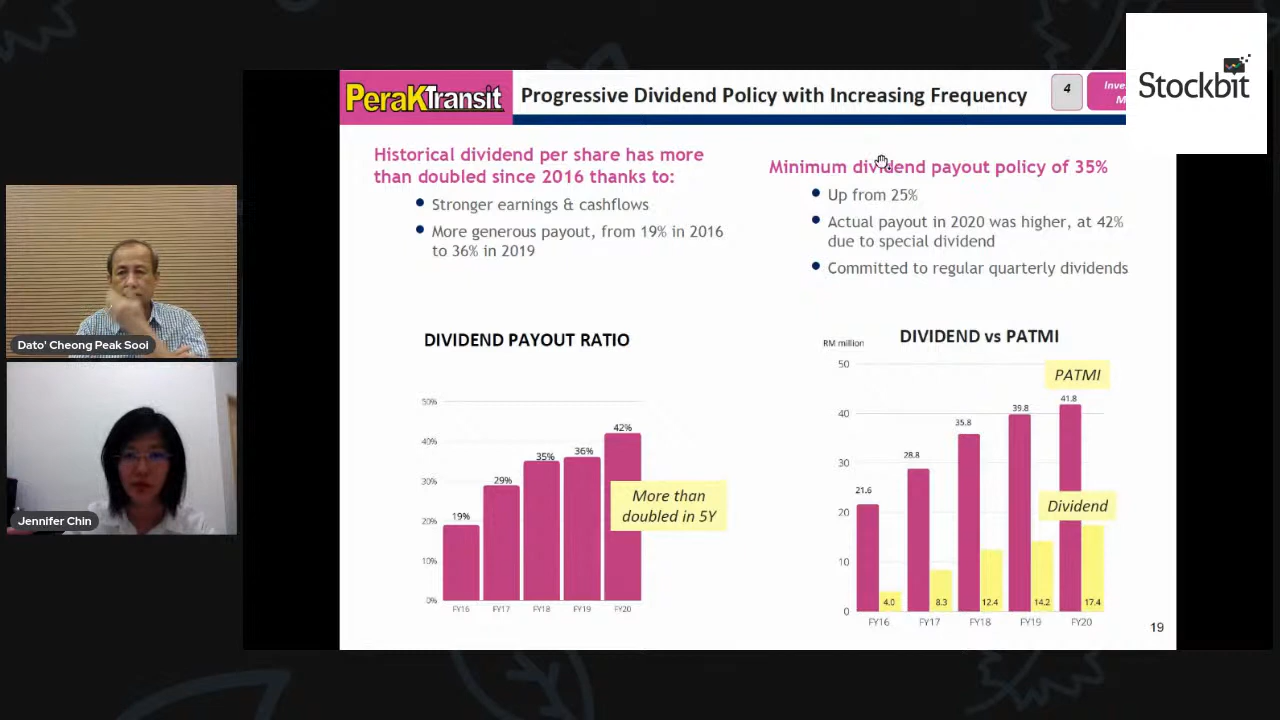 Stockbit
PeraKTransit
Progressive Dividend Policy with Increasing Frequency
4
Historical dividend per share has more
than doubled since 2016 thanks to:
Stronger earnings & cashflows
More generous payout, from 19% in 2016
to 36% in 2019
Minimum dividend payout policy of 35%
Up from 25%
Actual payout in 2020 was higher, at 42%
due to special dividend
Committed to regular quarterly dividends
Dato' Cheong Peak Sooi
Jennifer Chin
DIVIDEND PAYOUT RATIO
50%
40%
30%
20%
10%
0%
19%
29%
35%
36%
42%
FY16
FY17
FY18
FY19
FY20
More than
doubled in 5Y
DIVIDEND vs PATMI
RM million
50
40
30
20
10
0
21.6
28.8
35.8
39.8
41.8
4.0
8.3
12.4
14.2
17.4
FY16
FY17
FY18
FY19
FY20
PATMI
Dividend
19